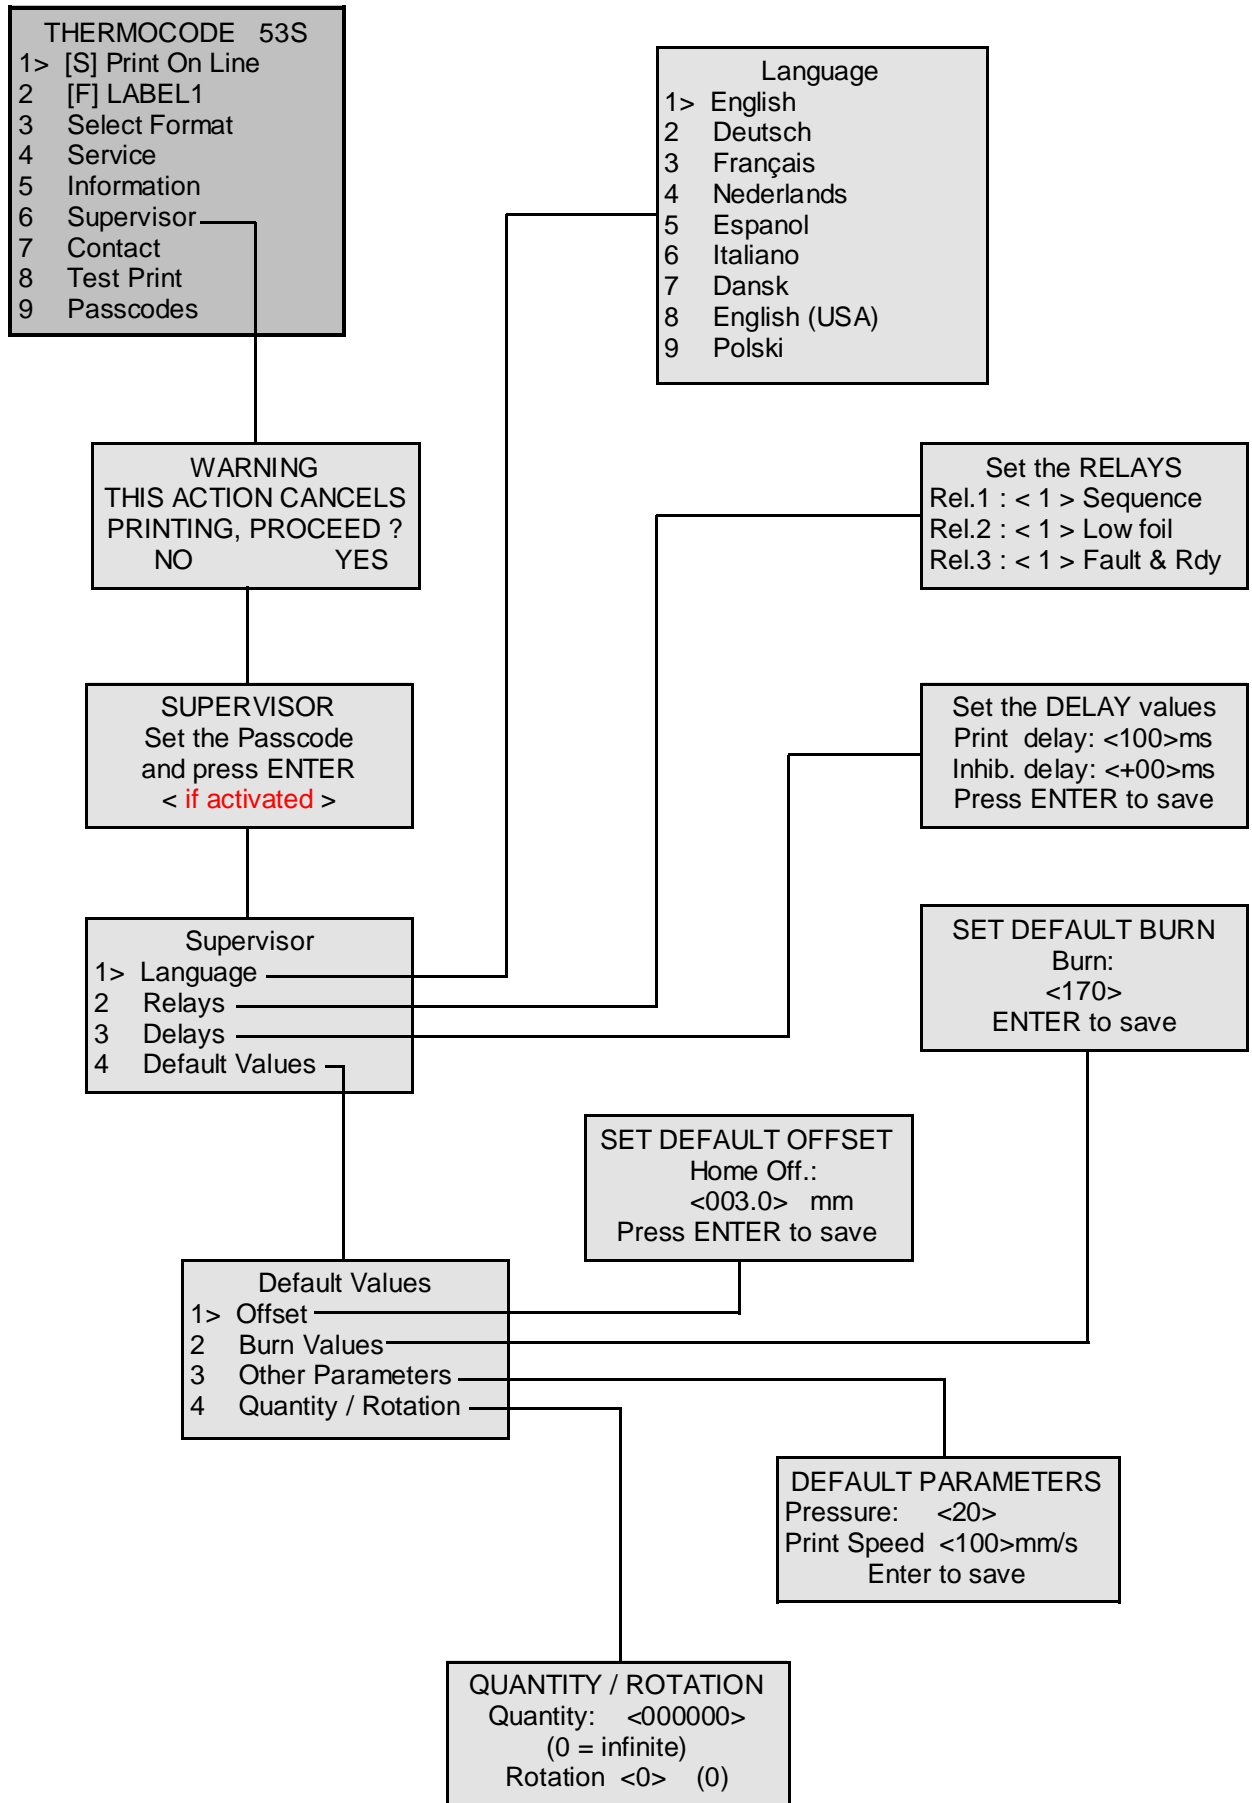 THERMOCODE 53S
1> [S] Print On Line
2 [F] LABEL1
3 Select Format
4 Service
5 Information
6 Supervisor
7 Contact
8 Test Print
9 Passcodes
Language
1> English
2 Deutsch
3 Français
4 Nederlands
5 Espanol
6 Italiano
7 Dansk
8 English (USA)
9 Polski
WARNING
THIS ACTION CANCELS
PRINTING, PROCEED ?
NO YES
Set the RELAYS
Rel.1 : < 1 > Sequence
Rel.2 : < 1 > Low foil
Rel.3 : < 1 > Fault & Rdy
SUPERVISOR
Set the Passcode
and press ENTER
< if activated >
Set the DELAY values
Print delay: <100>ms
Inhib. delay: <+00>ms
Press ENTER to save
Supervisor
1> Language
2 Relays
3 Delays
4 Default Values
SET DEFAULT BURN
Burn:
<170>
ENTER to save
SET DEFAULT OFFSET
Home Off.:
<003.0> mm
Press ENTER to save
Default Values
1> Offset
2 Burn Values
3 Other Parameters
4 Quantity / Rotation
DEFAULT PARAMETERS
Pressure: <20>
Print Speed <100>mm/s
Enter to save
QUANTITY / ROTATION
Quantity: <000000>
(0 = infinite)
Rotation <0> (0)